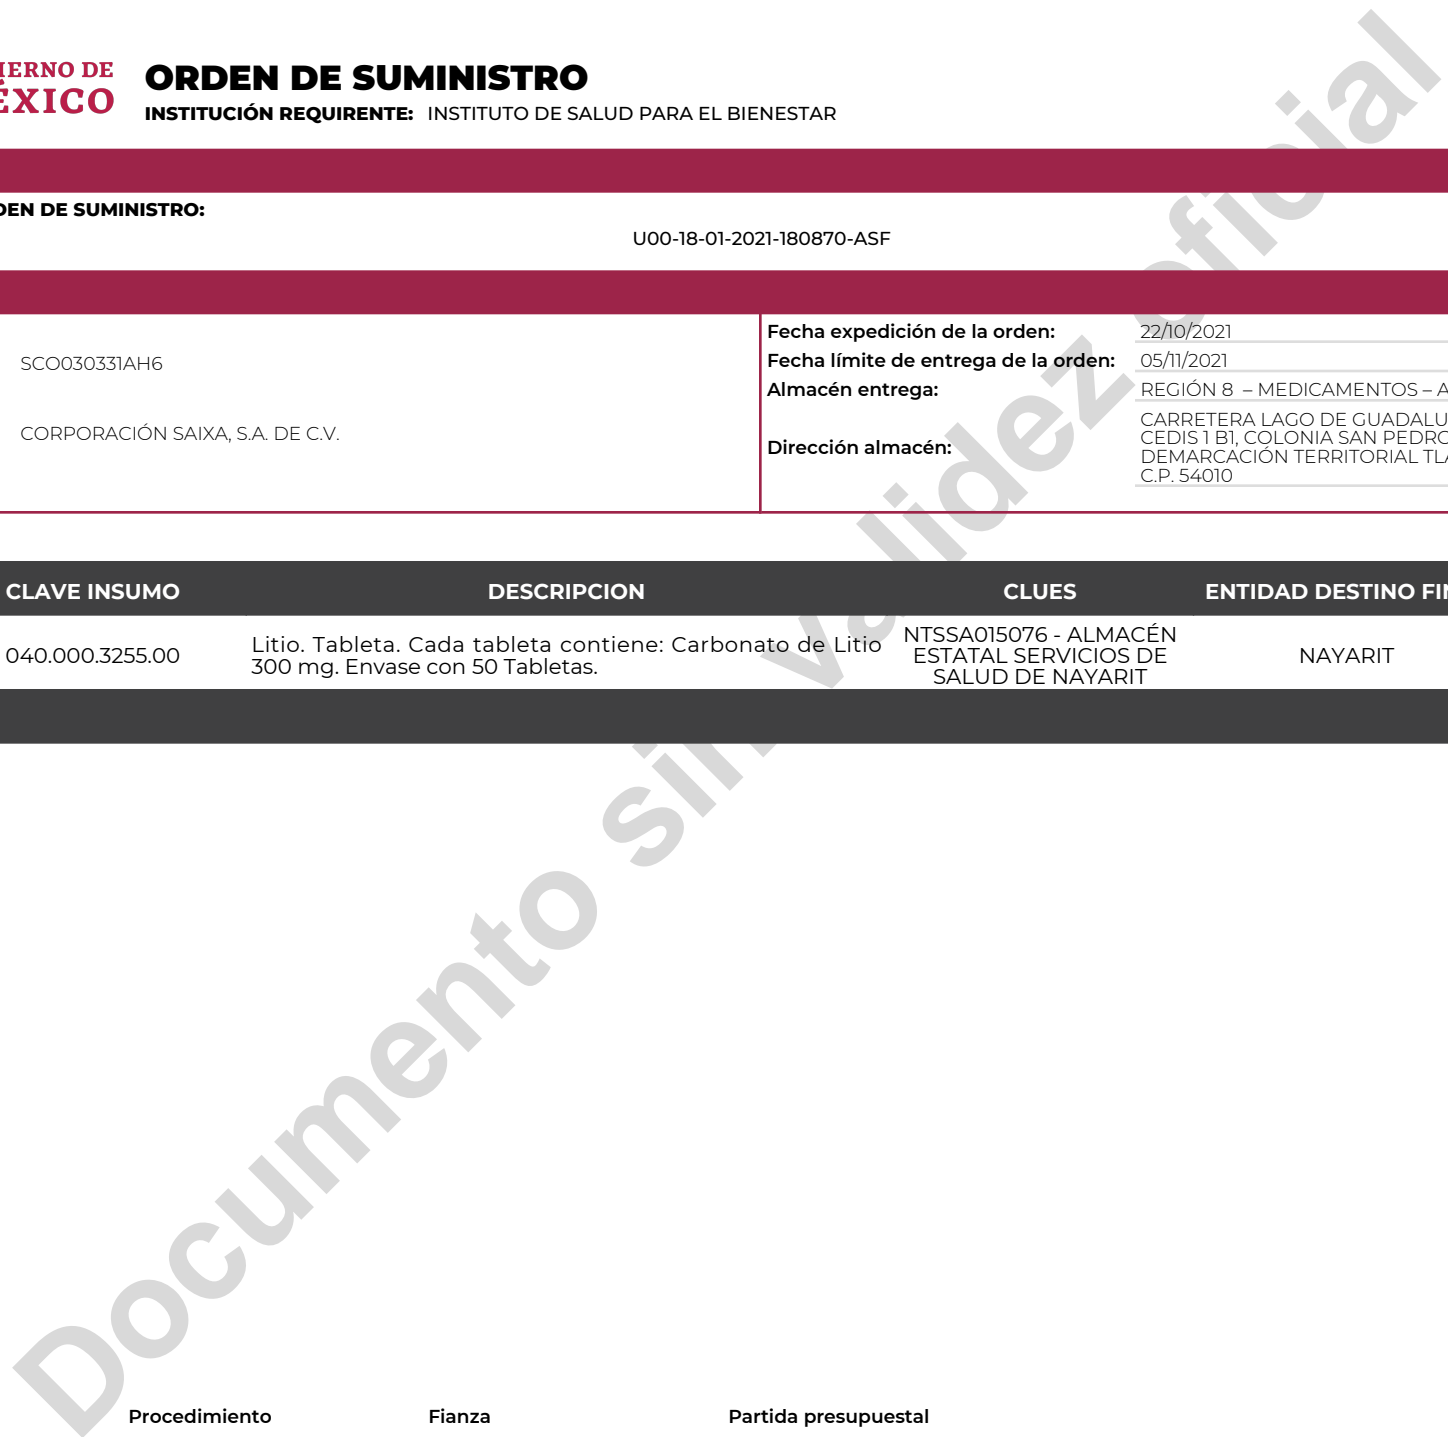 IERNO DE
ÉXICO
ORDEN DE SUMINISTRO
INSTITUCIÓN REQUIRENTE: INSTITUTO DE SALUD PARA EL BIENESTAR
DEN DE SUMINISTRO:
U00-18-01-2021-180870-ASF
SCO030331AH6
CORPORACIÓN SAIXA, S.A. DE C.V.
Fecha expedición de la orden: 22/10/2021
Fecha límite de entrega de la orden: 05/11/2021
Almacén entrega: REGIÓN 8 – MEDICAMENTOS – A
Dirección almacén:
CARRETERA LAGO DE GUADALU
CEDIS 1 B1, COLONIA SAN PEDRO
DEMARCACIÓN TERRITORIAL TLA
C.P. 54010
CLAVE INSUMO DESCRIPCION CLUES ENTIDAD DESTINO FIN
040.000.3255.00
Litio. Tableta. Cada tableta contiene: Carbonato de Litio
300 mg. Envase con 50 Tabletas.
NTSSA015076 - ALMACÉN
ESTATAL SERVICIOS DE
SALUD DE NAYARIT
NAYARIT
Documento sin validez oficial
Procedimiento Fianza Partida presupuestal